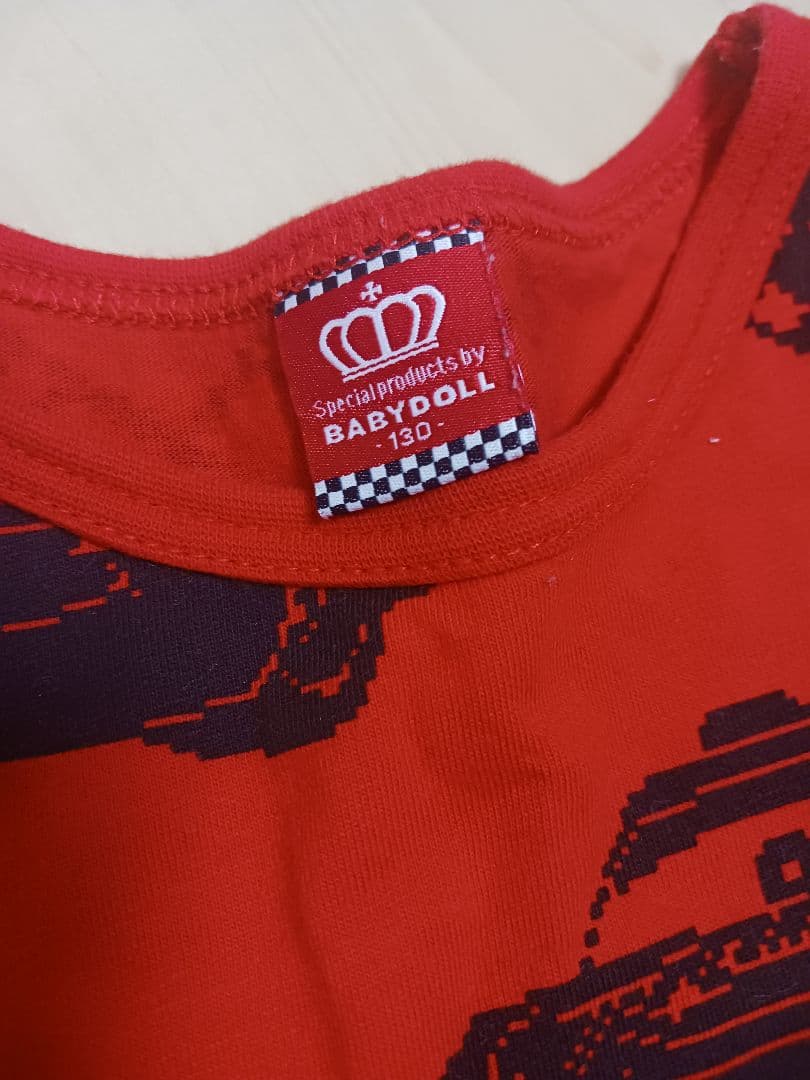 Special products by
BABYDOLL
- 130 -